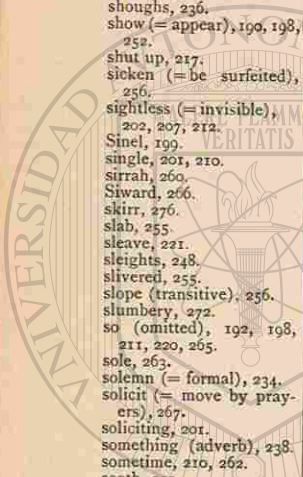 shoughs, 236.
show (= appear), 190, 198,
252.
shut up, 217.
sicken (= be surfeited),
256.
sightless (= invisible),
202, 207, 212.
Sinel, 199.
single, 201, 210.
sirrah, 260.
Siward, 266.
skirr, 276.
slab, 255.
sleave, 221.
sleights, 248.
slivered, 255.
slope (transitive), 256.
slumbery, 272.
so (omitted), 192, 198,
211, 220, 265.
sole, 263.
solemn (= formal), 234.
solicit (= move by pray-
ers), 267.
soliciting, 201.
something (adverb), 238.
sometime, 210, 262.
VERITATIS